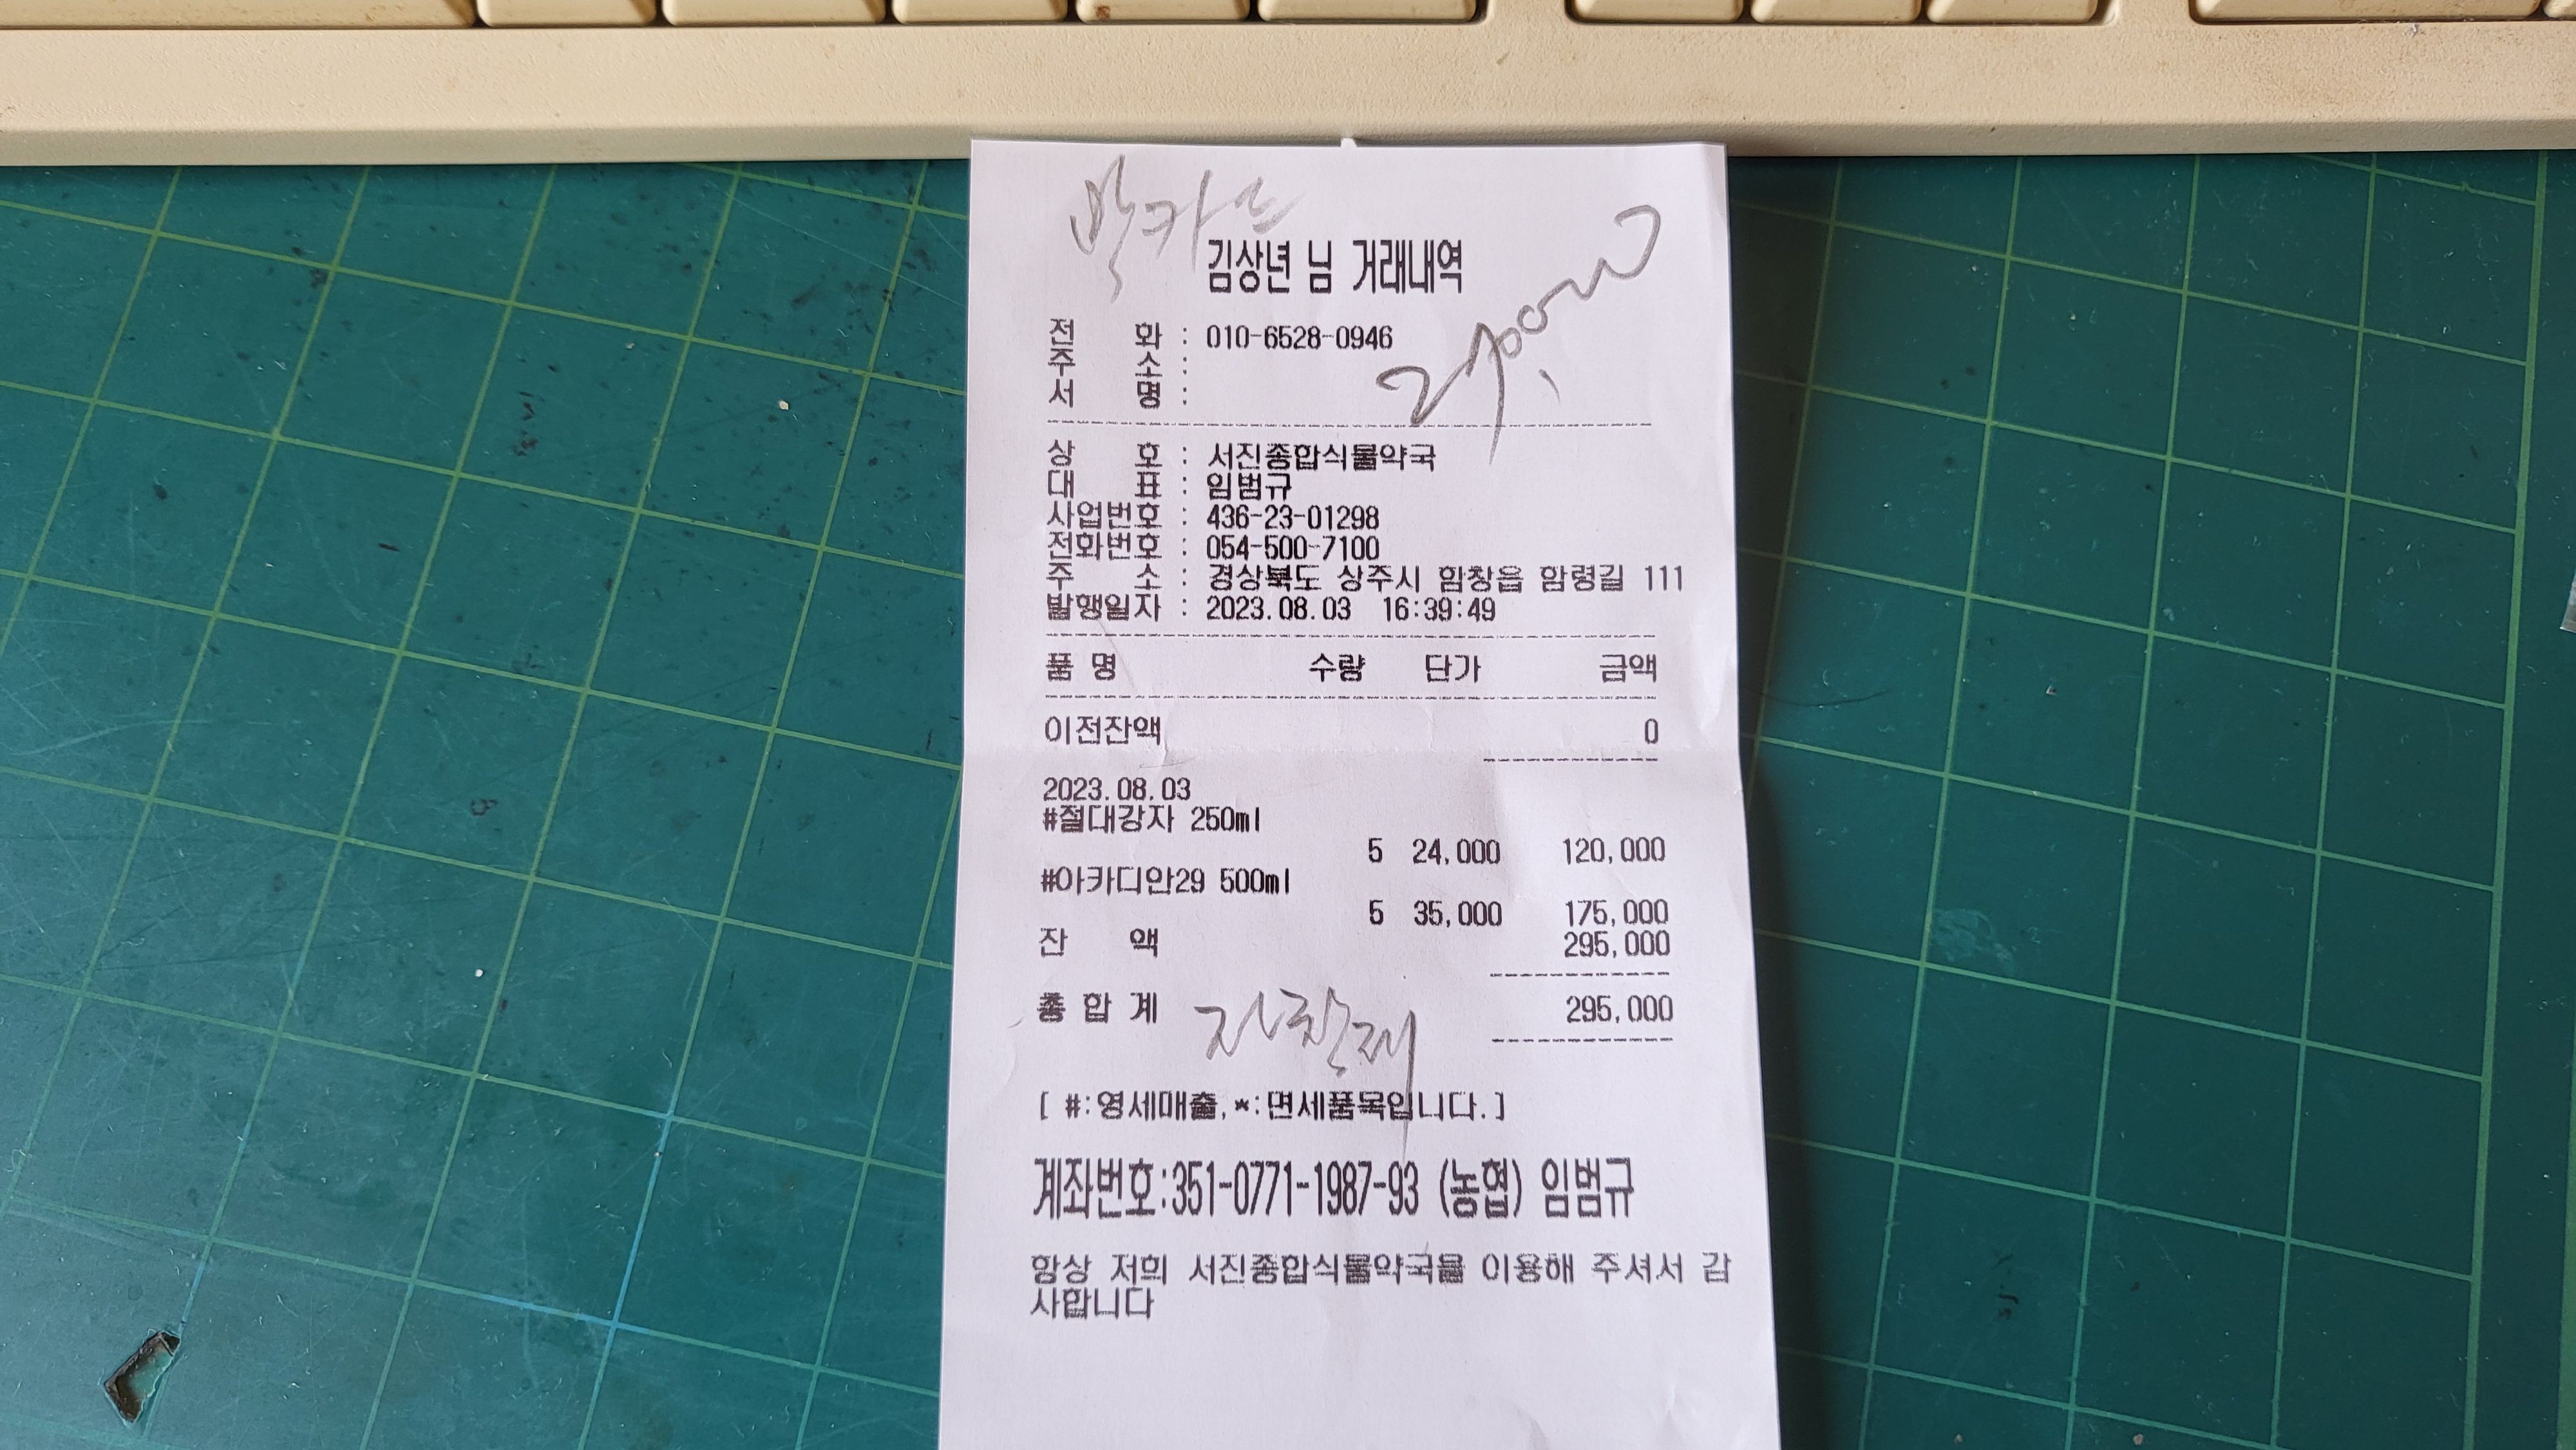 박카스
김상년 님 거래내역
전 화 : 010-6528-0946
주 소 :
서 명 :
상 호 : 서진종합식물약국
대 표 : 임범규
사업번호 : 436-23-01298
전화번호 : 054-500-7100
주 소 : 경상북도 상주시 함창읍 함령길 111
발행일자 : 2023.08.03 16:39:49
품 명 수량 단가 금액
이전잔액 0
2023.08.03
#절대강자 250ml
5 24,000 120,000
#아카디안29 500ml
5 35,000 175,000
잔 액 295,000
총 합 계 295,000
[ #:영세매출,*:면세품목입니다.]
계좌번호:351-0771-1987-93 (농협) 임범규
항상 저희 서진종합식물약국을 이용해 주셔서 감
사합니다